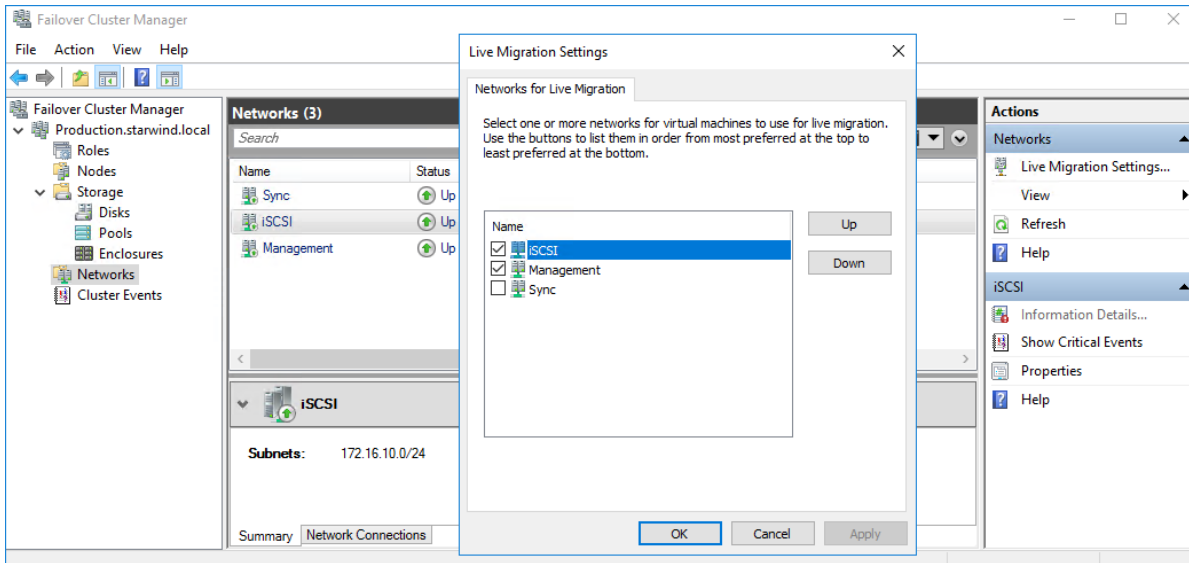 Failover Cluster Manager
File Action View Help
Failover Cluster Manager
Production.starwind.local
Roles
Nodes
Storage
Disks
Pools
Enclosures
Networks
Cluster Events
Networks (3)
Search
Name Status
Sync Up
iSCSI Up
Management Up
iSCSI
Subnets: 172.16.10.0/24
Summary Network Connections
Live Migration Settings
Networks for Live Migration
Select one or more networks for virtual machines to use for live migration.
Use the buttons to list them in order from most preferred at the top to
least preferred at the bottom.
Name
iSCSI
Management
Sync
Up
Down
OK Cancel Apply
Actions
Networks
Live Migration Settings...
View
Refresh
Help
iSCSI
Information Details...
Show Critical Events
Properties
Help